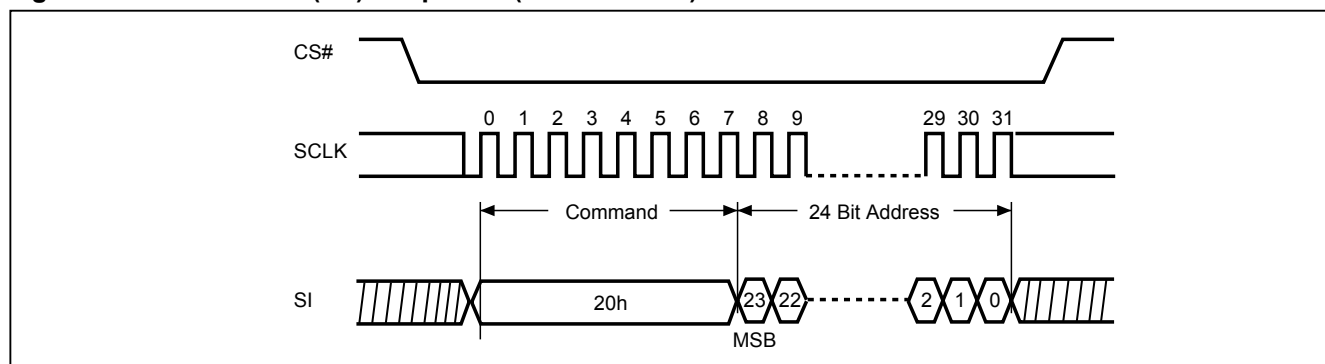 CS#
0 1 2 3 4 5 6 7 8 9 29 30 31
SCLK
Command 24 Bit Address
SI 20h 23 22 2 1 0
MSB